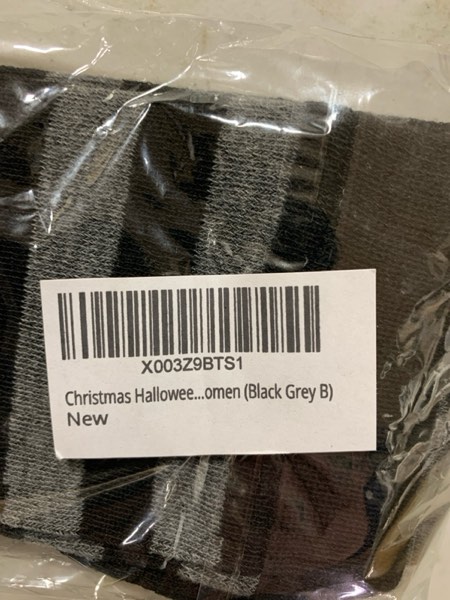 X003Z9BTS1
Christmas Hallowee...omen (Black Grey B)
New